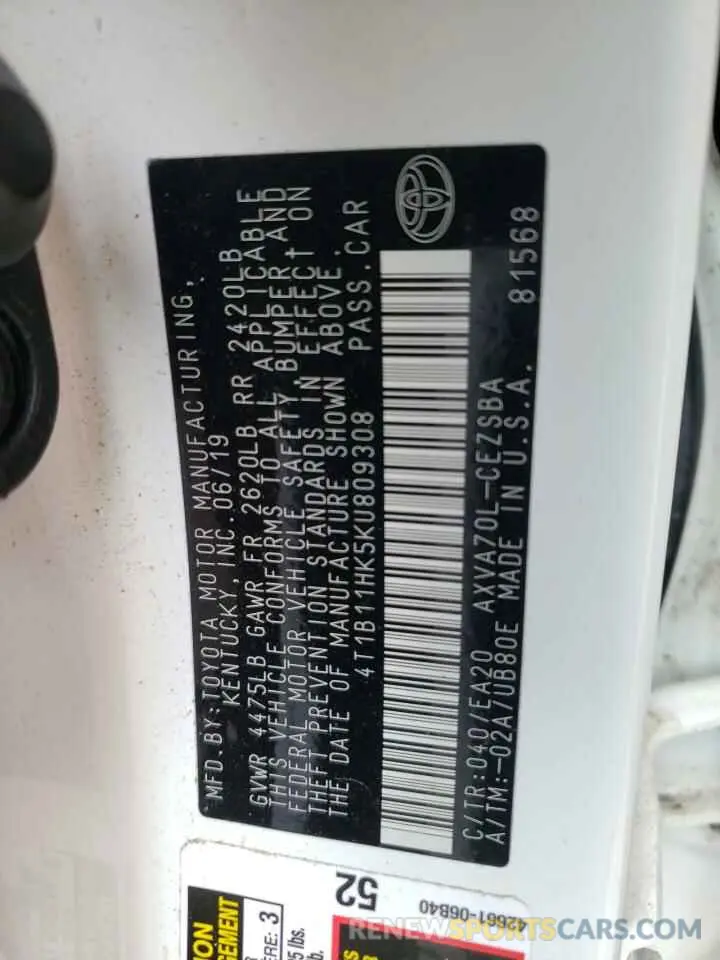 MFD. BY: TOYOTA MOTOR MANUFACTURING,
KENTUCKY, INC. 06/19
GVWR 4475LB GAWR FR 2620LB RR 2420LB
THIS VEHICLE CONFORMS TO ALL APPLICABLE
FEDERAL MOTOR VEHICLE SAFETY, BUMPER AND
THEFT PREVENTION STANDARDS IN EFFECT ON
THE DATE OF MANUFACTURE SHOWN ABOVE.
4T1B11HK5KU809308 PASS. CAR
C/TR: 040/EA20 AXVA70L-CEZSBA
A/TM: -02A/UB80E MADE IN U.S.A. 81568
52
42661-06B40
3
lbs.
RENEWSPORTSCARS.COM